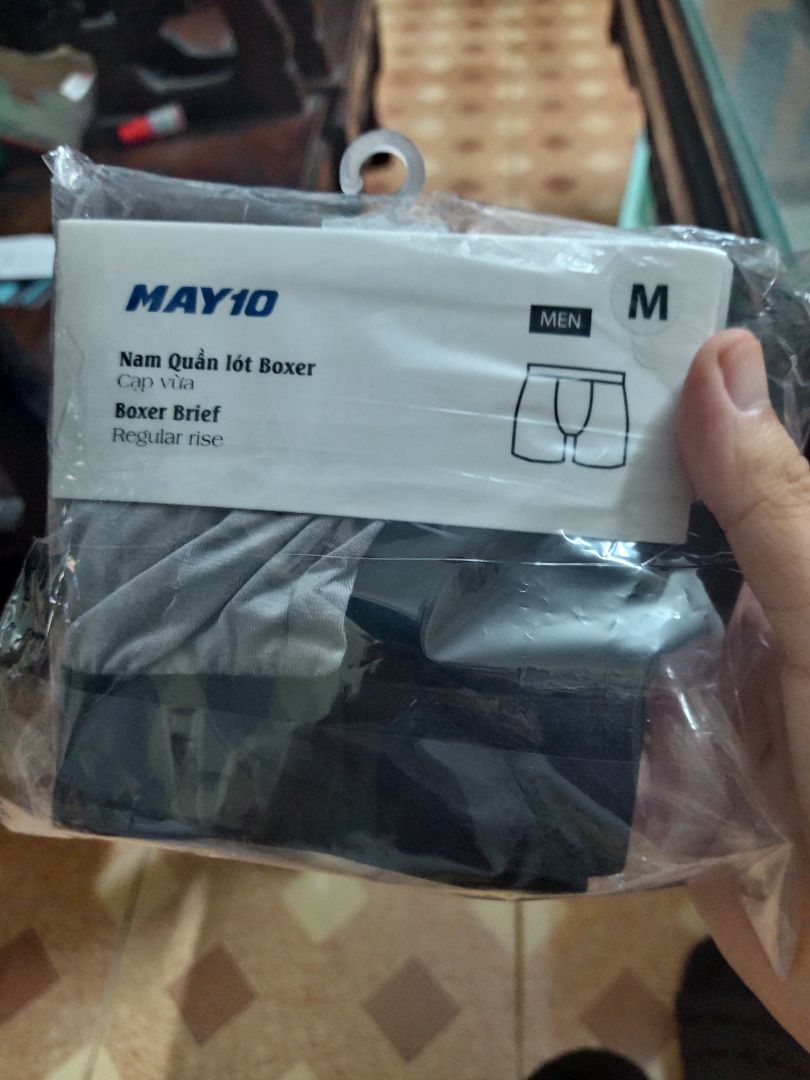 MAY10
MEN
M
Nam Quần lót Boxer
Cạp vừa
Boxer Brief
Regular rise